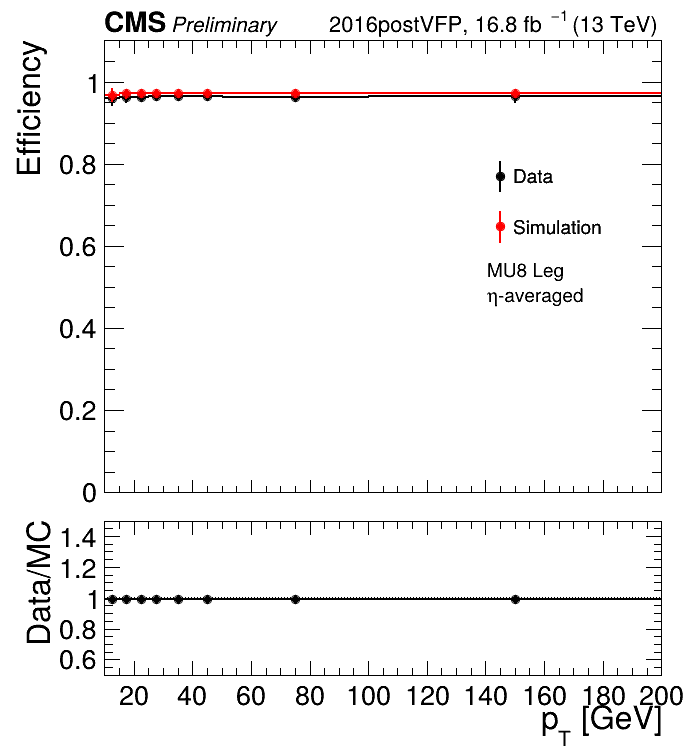 CMS Preliminary 2016postVFP, 16.8 fb ⁻¹ (13 TeV)
Efficiency
1
0.8
0.6
0.4
0.2
0
Data
Simulation
MU8 Leg
η-averaged
Data/MC
1.4
1.2
1
0.8
0.6
20 40 60 80 100 120 140 160 180 200
p_T [GeV]